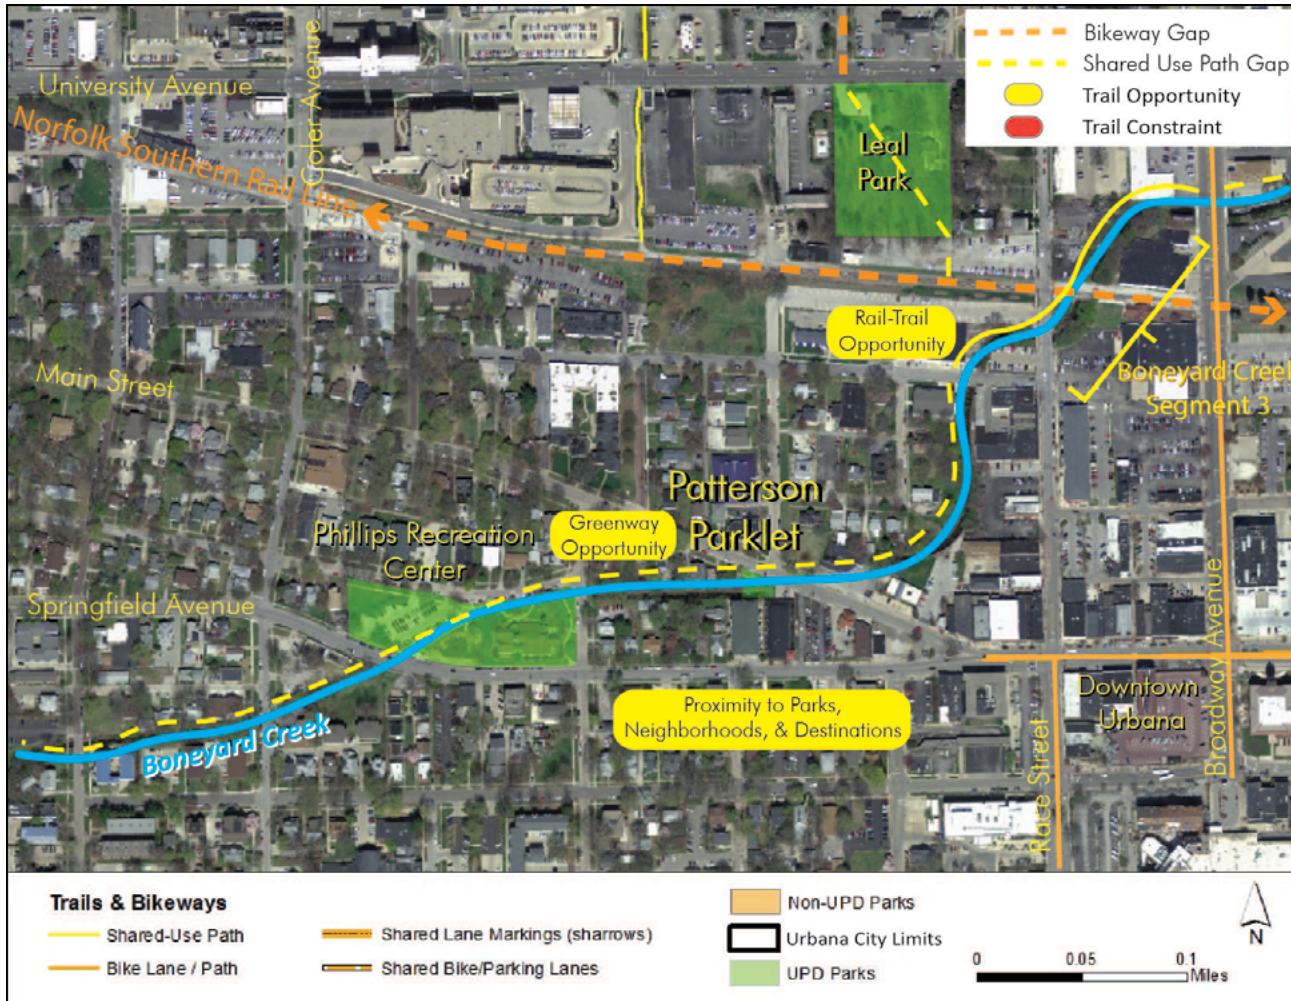 Bikeway Gap
Shared Use Path Gap
Trail Opportunity
Trail Constraint
University Avenue
Coler Avenue
Norfolk Southern Rail Line
Leal
Park
Rail-Trail
Opportunity
Boneyard Creek
Segment 3
Main Street
Patterson
Parklet
Greenway
Opportunity
Phillips Recreation
Center
Springfield Avenue
Boneyard Creek
Proximity to Parks,
Neighborhoods, & Destinations
Downtown
Urbana
Race Street
Broadway Avenue
Trails & Bikeways
Shared-Use Path
Bike Lane / Path
Shared Lane Markings (sharrows)
Shared Bike/Parking Lanes
Non-UPD Parks
Urbana City Limits
UPD Parks
N
0 0.05 0.1
Miles